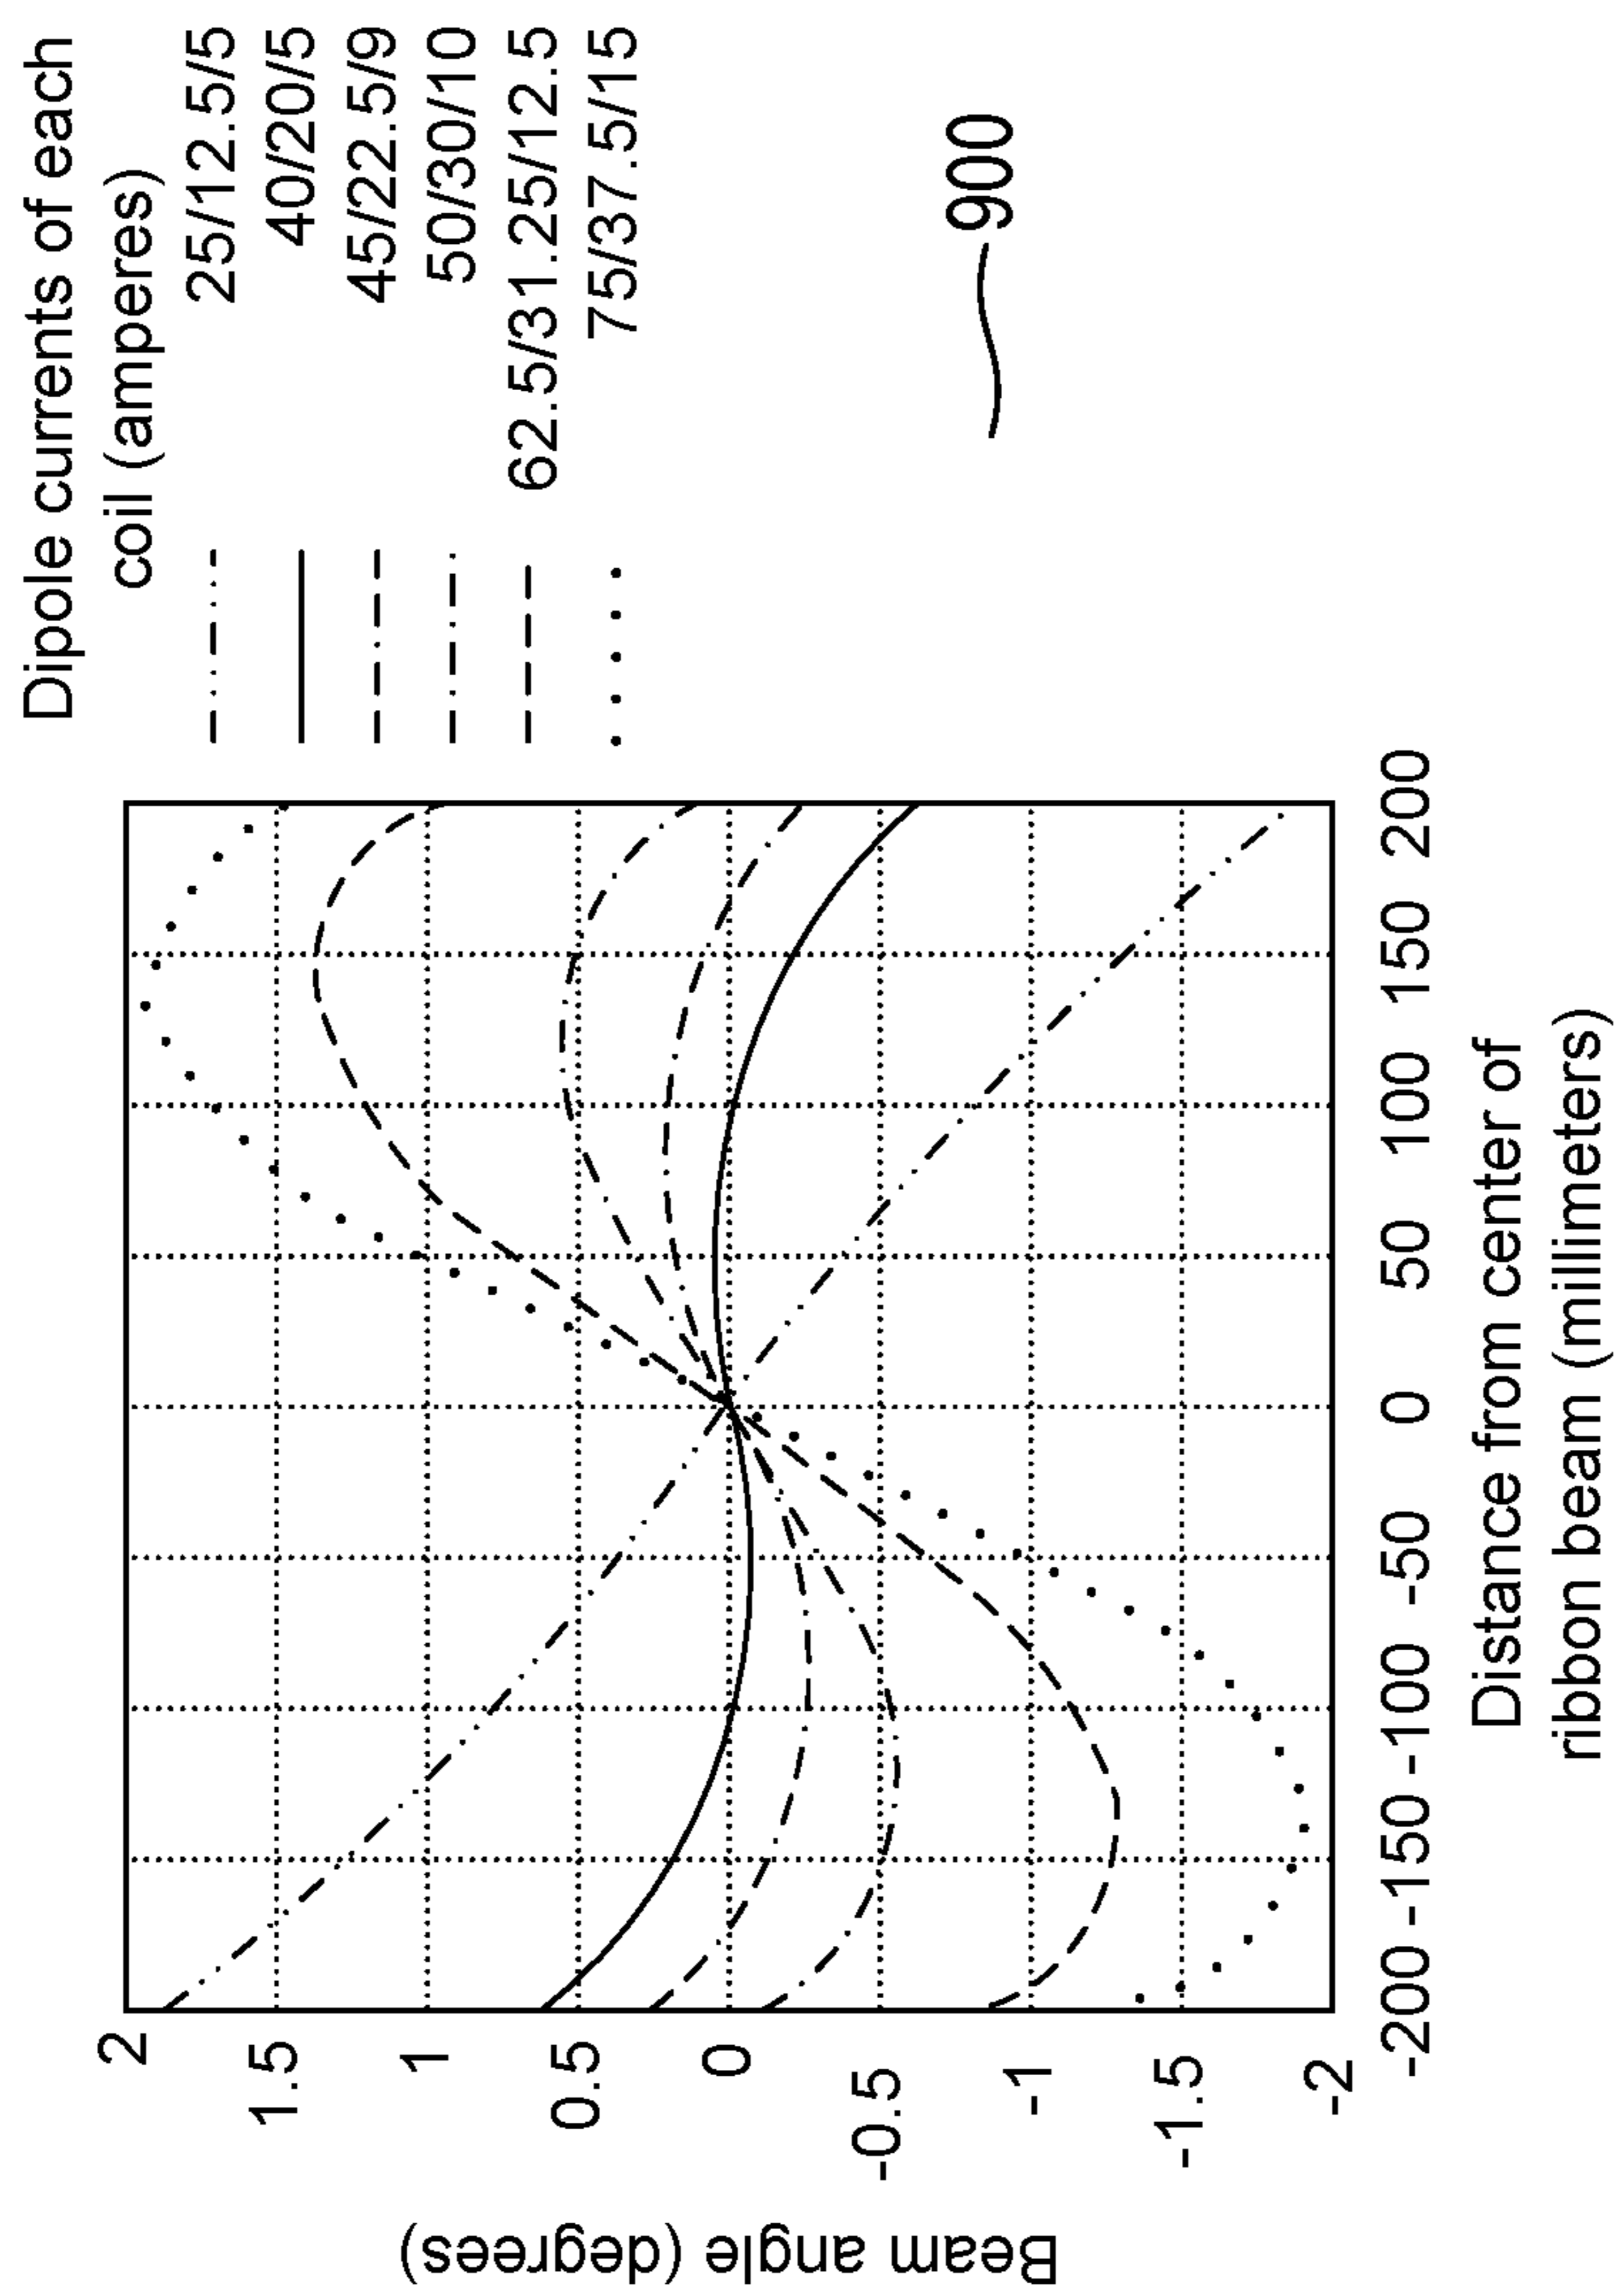 Dipole currents of each
coil (amperes)
25/12.5/5
40/20/5
45/22.5/9
50/30/10
62.5/31.25/12.5
75/37.5/15
900
Beam angle (degrees)
2
1.5
1
0.5
0
-0.5
-1
-1.5
-2
-200 -150 -100 -50 0 50 100 150 200
Distance from center of
ribbon beam (millimeters)